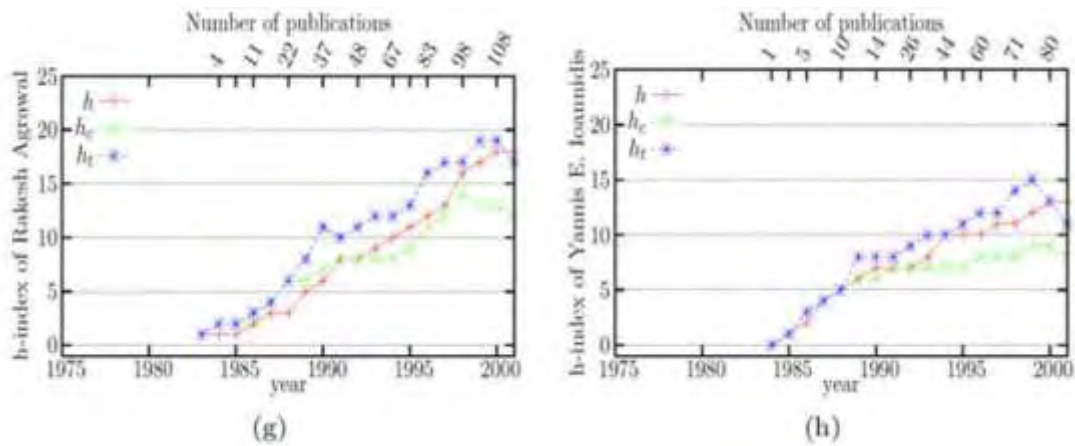 Number of publications
4 11 22 37 48 67 83 98 108
h-index of Rakesh Agrawal
25
20
15
10
5
0
h
h_c
h_t
1975 1980 1985 1990 1995 2000
year
(g)
Number of publications
1 5 10 14 26 44 60 71 80
h-index of Yannis E. Ioannidis
25
20
15
10
5
0
h
h_c
h_t
1975 1980 1985 1990 1995 2000
year
(h)